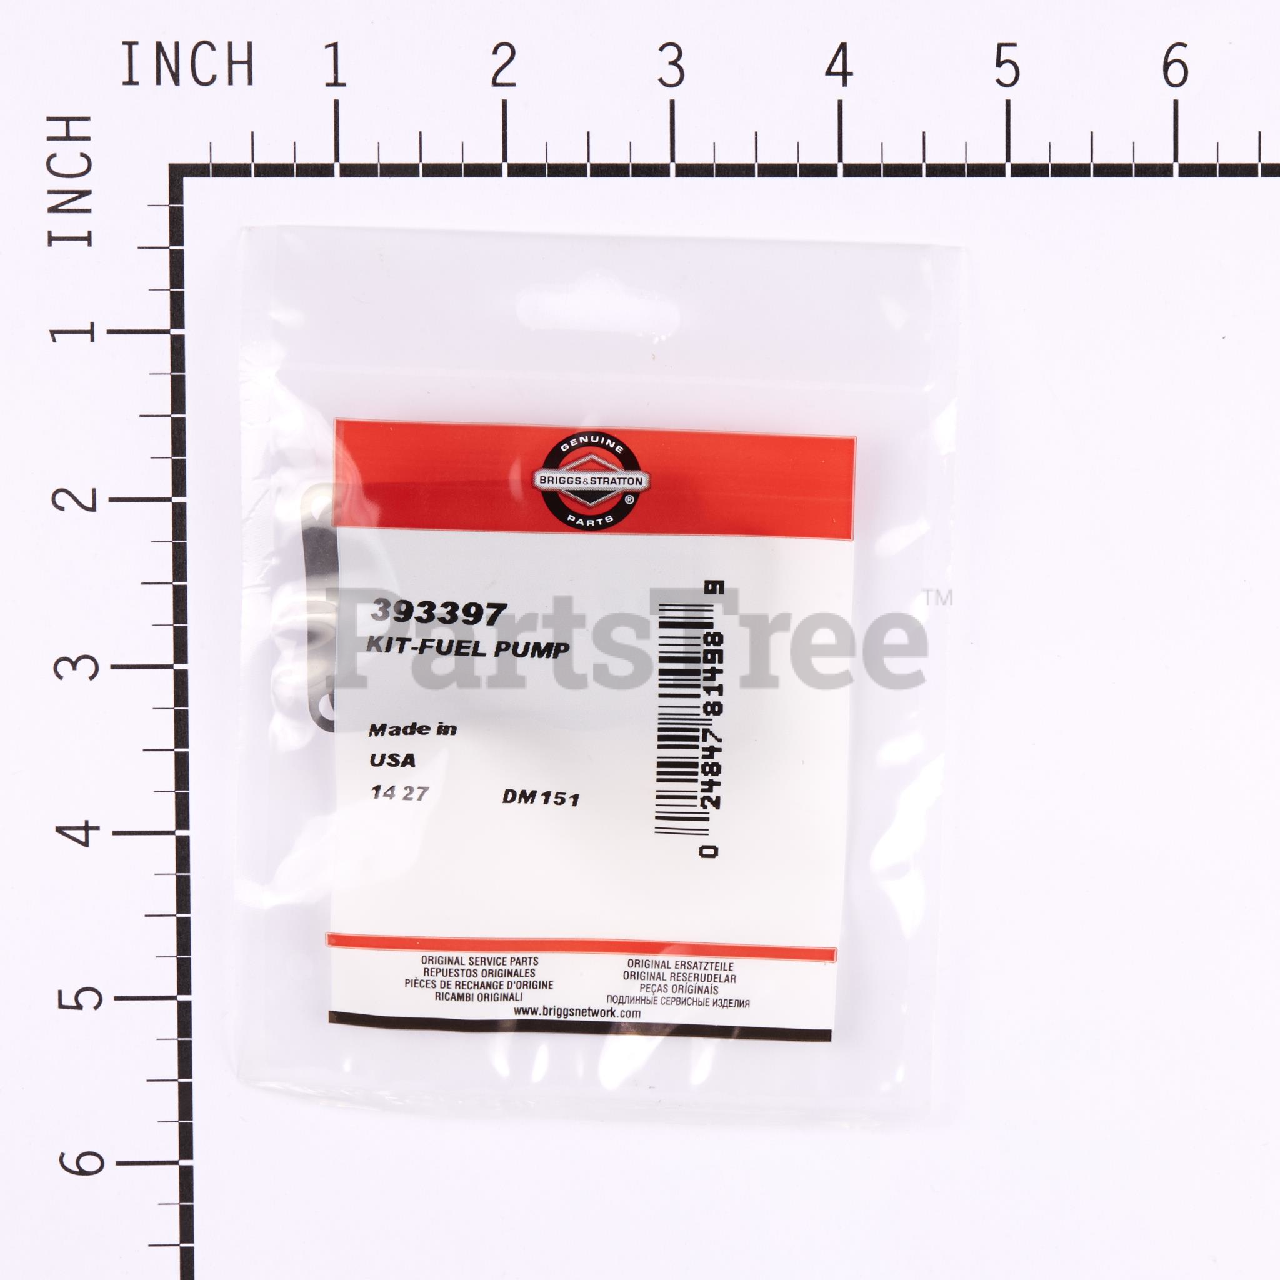 INCH 1 2 3 4 5 6
INCH
1
2
3
4
5
6
GENUINE
BRIGGS&STRATTON
®
PARTS
PartsTree™
393397
KIT-FUEL PUMP
Made in
USA
14 27 DM151
0 24847 81498 9
ORIGINAL SERVICE PARTS
REPUESTOS ORIGINALES
PIÈCES DE RECHANGE D'ORIGINE
RICAMBI ORIGINALI
ORIGINAL ERSATZTEILE
ORIGINAL RESERUDELAR
PEÇAS ORIGINAIS
ПОДЛИННЫЕ СЕРВИСНЫЕ ИЗДЕЛИЯ
www.briggsnetwork.com